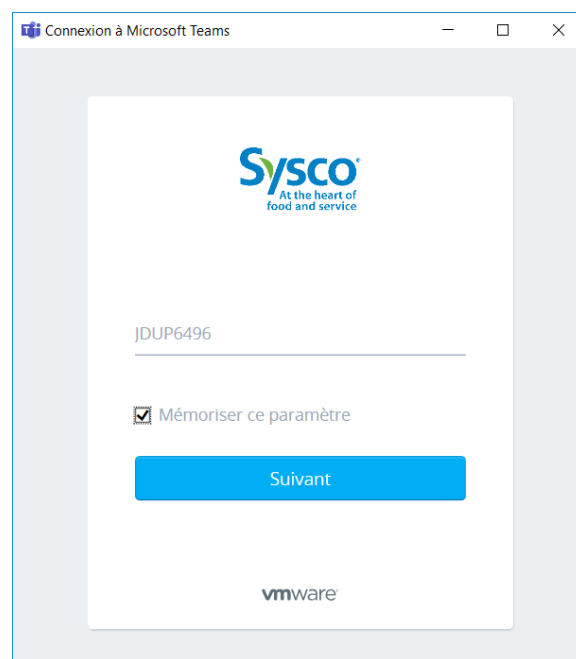 Connexion à Microsoft Teams
Sysco
At the heart of
food and service
JDUP6496
Mémoriser ce paramètre
Suivant
vmware